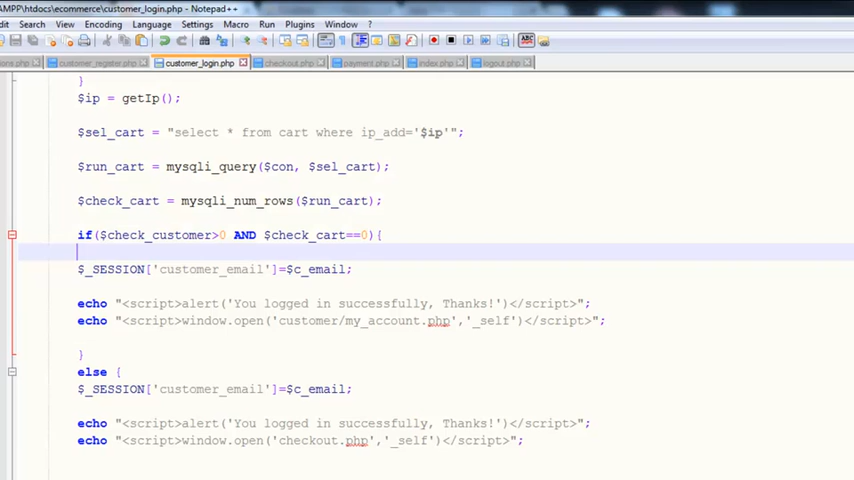 AMPP\htdocs\ecommerce\customer_login.php - Notepad++
dit Search View Encoding Language Settings Macro Run Plugins Window ?
ons.php customer_register.php customer_login.php checkout.php payment.php index.php logout.php
}
$ip = getIp();
$sel_cart = "select * from cart where ip_add='$ip'";
$run_cart = mysqli_query($con, $sel_cart);
$check_cart = mysqli_num_rows($run_cart);
if($check_customer>0 AND $check_cart==0){
$_SESSION['customer_email']=$c_email;
echo "<script>alert('You logged in successfully, Thanks!')</script>";
echo "<script>window.open('customer/my_account.php','_self')</script>";
}
else {
$_SESSION['customer_email']=$c_email;
echo "<script>alert('You logged in successfully, Thanks!')</script>";
echo "<script>window.open('checkout.php','_self')</script>";